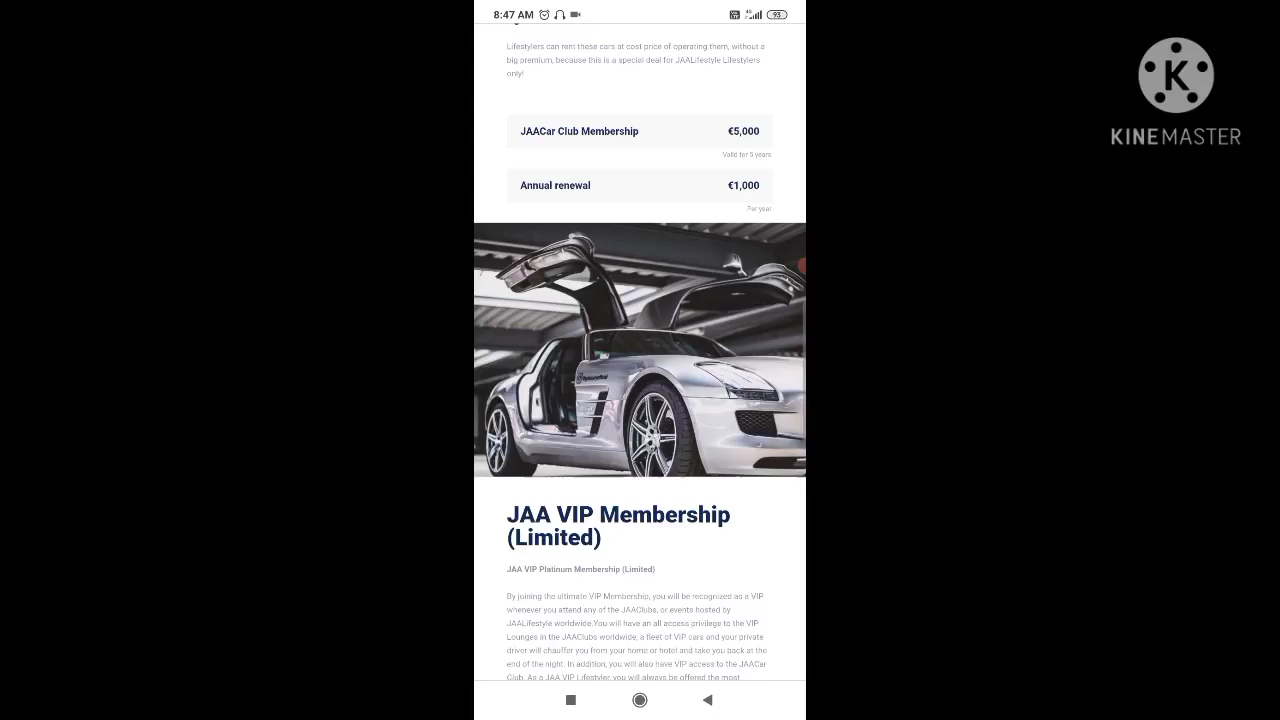 8:47 AM
4G
93
Lifestylers can rent these cars at cost price of operating them, without a
big premium, because this is a special deal for JAALifestyle Lifestylers
only!
JAACar Club Membership €5,000
Valid for 5 years
Annual renewal €1,000
Per year
JAA VIP Membership
(Limited)
JAA VIP Platinum Membership (Limited)
By joining the ultimate VIP Membership, you will be recognized as a VIP
whenever you attend any of the JAAClubs, or events hosted by
JAALifestyle worldwide.You will have an all access privilege to the VIP
Lounges in the JAAClubs worldwide, a fleet of VIP cars and your private
driver will chauffer you from your home or hotel and take you back at the
end of the night. In addition, you will also have VIP access to the JAACar
Club. As a JAA VIP Lifestyler, you will always be offered the most
K
KINEMASTER